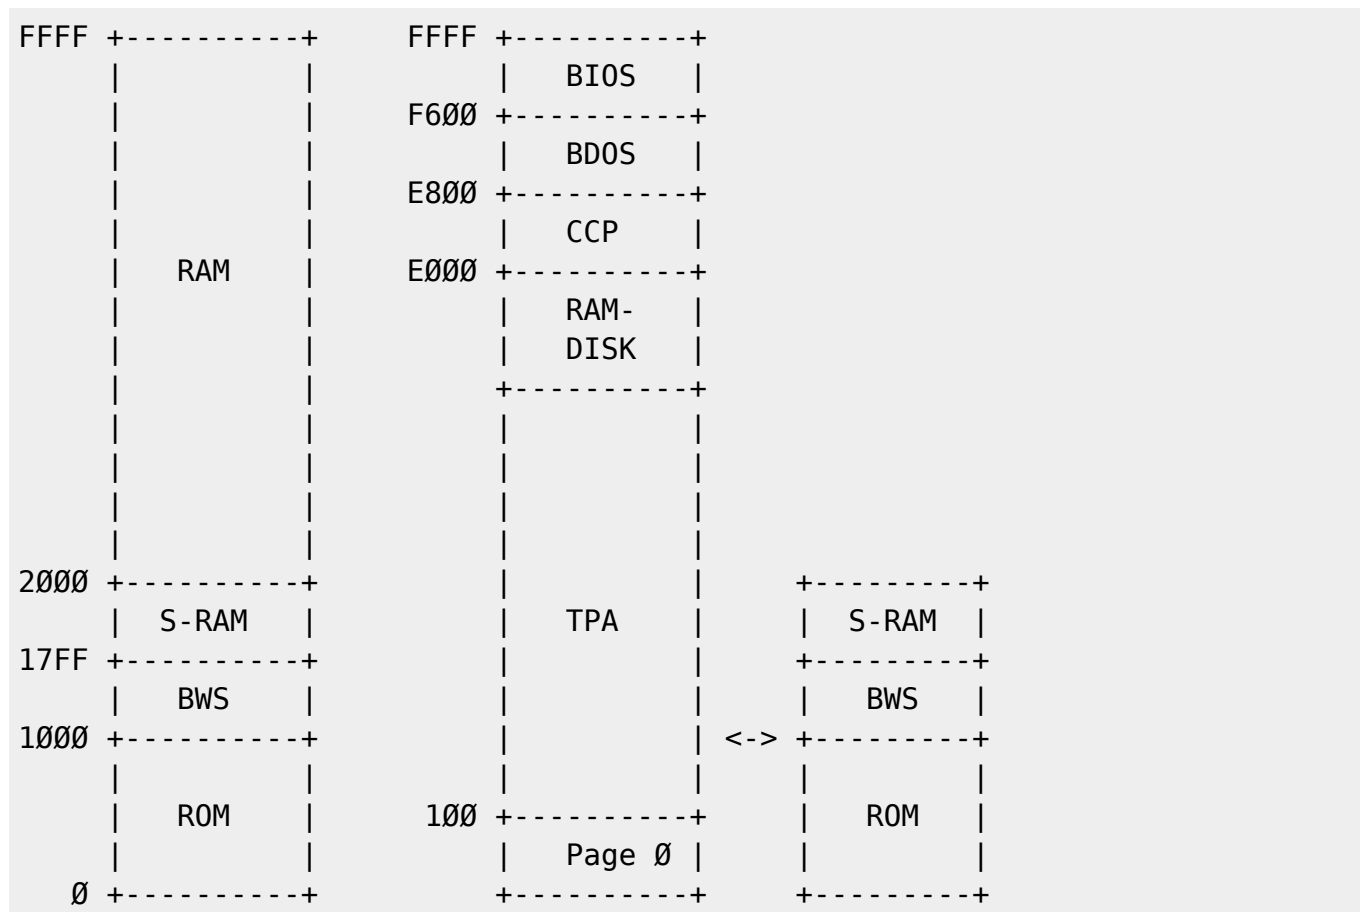 FFFF +----------+     FFFF +----------+
     |          |          |   BIOS   |
     |          |     F6ØØ +----------+
     |          |          |   BDOS   |
     |          |     E8ØØ +----------+
     |          |          |   CCP    |
     |   RAM    |     EØØØ +----------+
     |          |          |   RAM-   |
     |          |          |   DISK   |
     |          |          +----------+
     |          |          |          |
     |          |          |          |
     |          |          |          |
     |          |          |          |
2ØØØ +----------+          |          |     +---------+
     |  S-RAM   |          |   TPA    |     |  S-RAM  |
17FF +----------+          |          |     +---------+
     |   BWS    |          |          |     |   BWS   |
1ØØØ +----------+          |          | <-> +---------+
     |          |          |          |     |         |
     |   ROM    |      1ØØ +----------+     |   ROM   |
     |          |          |   Page Ø |     |         |
   Ø +----------+          +----------+     +---------+